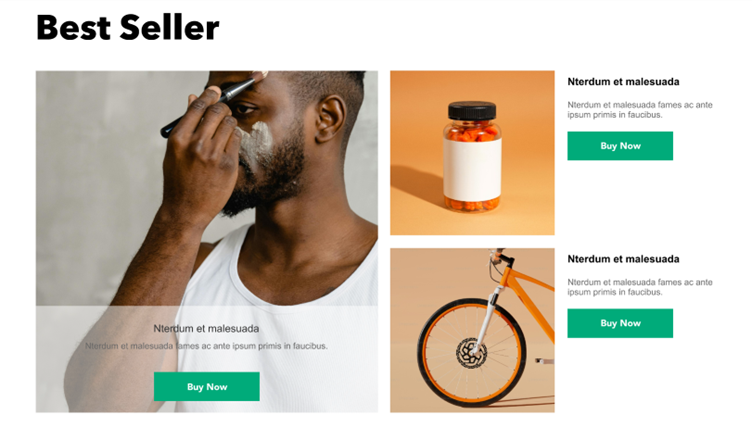 Best Seller
Nterdum et malesuada
Nterdum et malesuada fames ac ante ipsum primis in faucibus.
Buy Now
Nterdum et malesuada
Nterdum et malesuada fames ac ante
ipsum primis in faucibus.
Buy Now
Nterdum et malesuada
Nterdum et malesuada fames ac ante
ipsum primis in faucibus.
Buy Now